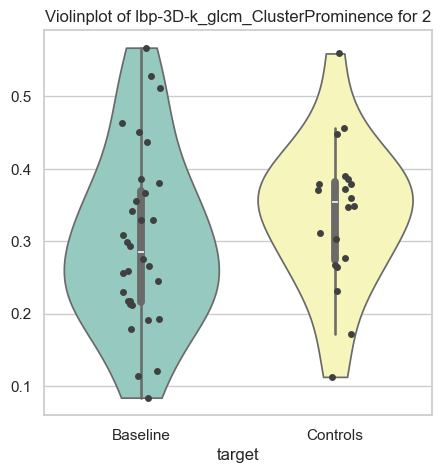 Violinplot of lbp-3D-k_glcm_ClusterProminence for 2
0.5
0.4
0.3
0.2
0.1
Baseline Controls
target